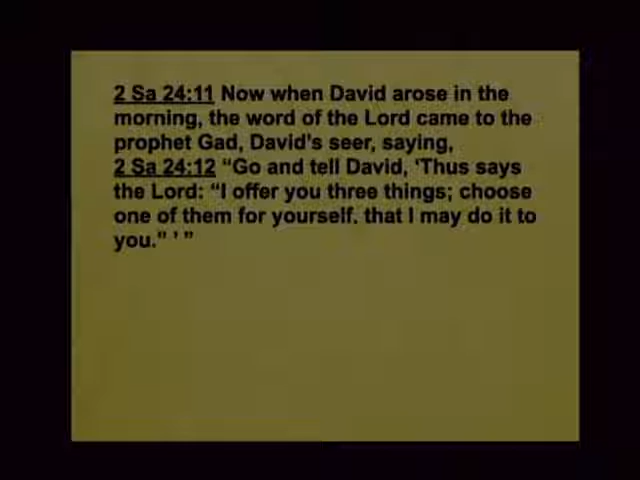 2 Sa 24:11 Now when David arose in the
morning, the word of the Lord came to the
prophet Gad, David's seer, saying,
2 Sa 24:12 “Go and tell David, ‘Thus says
the Lord: “I offer you three things; choose
one of them for yourself, that I may do it to
you.” ’ ”